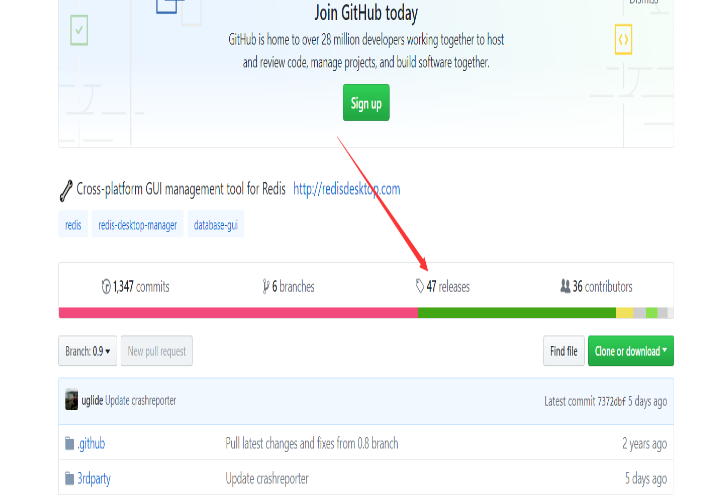 Dismiss
Join GitHub today
GitHub is home to over 28 million developers working together to host
and review code, manage projects, and build software together.
Sign up
Cross-platform GUI management tool for Redis http://redisdesktop.com
redis redis-desktop-manager database-gui
1,347 commits 6 branches 47 releases 36 contributors
Branch: 0.9 New pull request Find file Clone or download
uglide Update crashreporter Latest commit 7372dbf 5 days ago
.github Pull latest changes and fixes from 0.8 branch 2 years ago
3rdparty Update crashreporter 5 days ago